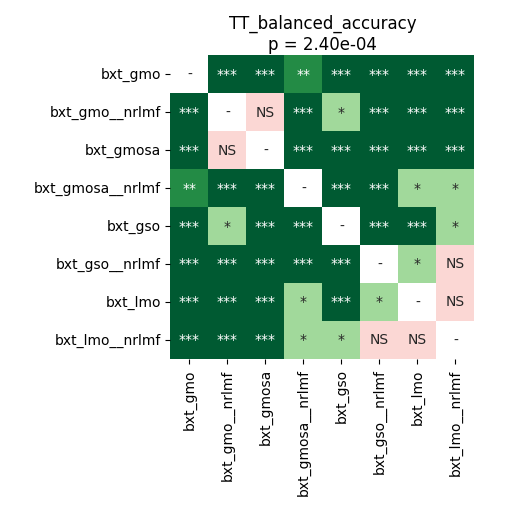 TT_balanced_accuracy
p = 2.40e-04
bxt_gmo - *** *** ** *** *** *** ***
bxt_gmo__nrlmf *** - NS *** * *** *** ***
bxt_gmosa *** NS - *** *** *** *** ***
bxt_gmosa__nrlmf ** *** *** - *** *** * *
bxt_gso *** * *** *** - *** *** *
bxt_gso__nrlmf *** *** *** *** *** - * NS
bxt_lmo *** *** *** * *** * - NS
bxt_lmo__nrlmf *** *** *** * * NS NS -
bxt_gmo
bxt_gmo__nrlmf
bxt_gmosa
bxt_gmosa__nrlmf
bxt_gso
bxt_gso__nrlmf
bxt_lmo
bxt_lmo__nrlmf